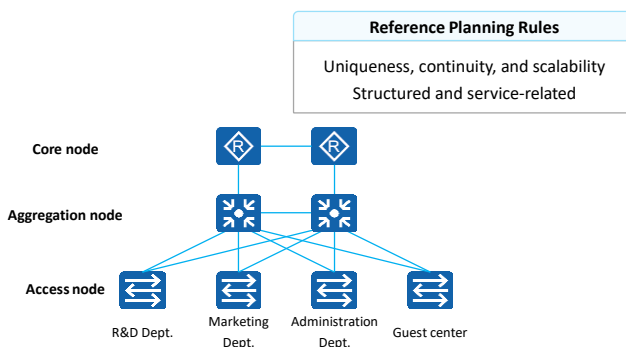 Reference Planning Rules
Uniqueness, continuity, and scalability
Structured and service-related
Core node
R
R
Aggregation node
Access node
R&D Dept.
Marketing
Dept.
Administration
Dept.
Guest center